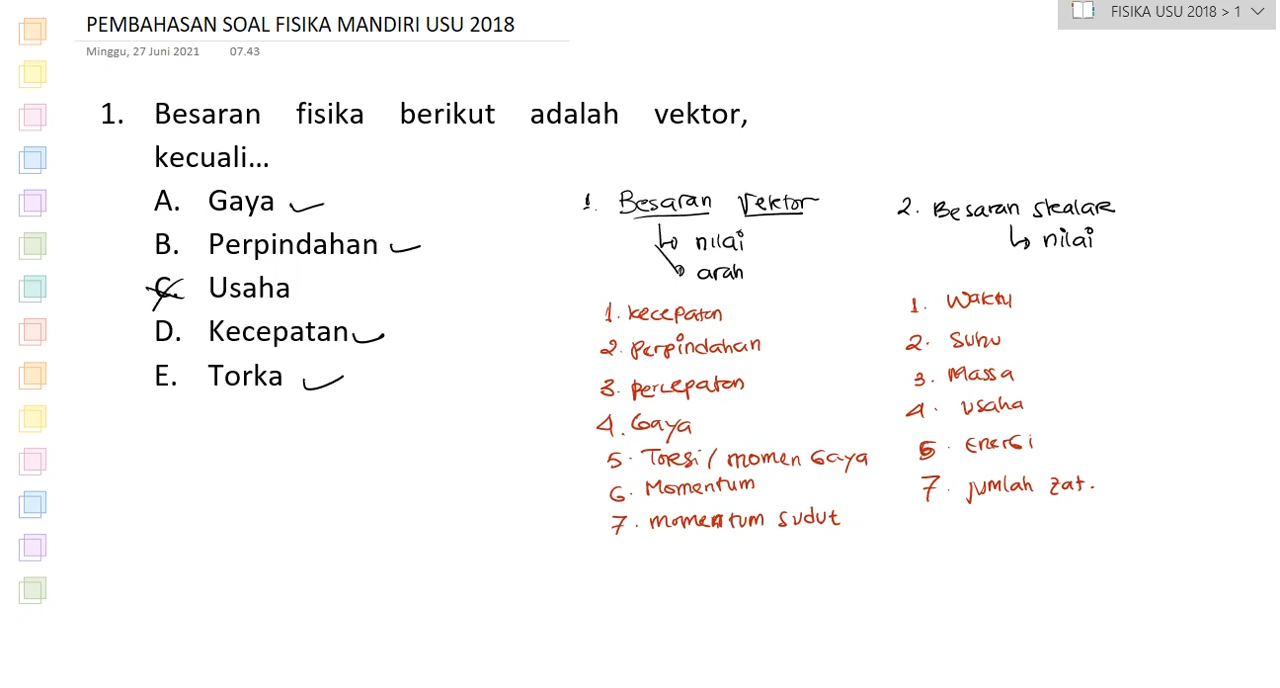 PEMBAHASAN SOAL FISIKA MANDIRI USU 2018
FISIKA USU 2018 > 1
Minggu, 27 Juni 2021 07.43
1. Besaran fisika berikut adalah vektor,
kecuali...
A. Gaya
B. Perpindahan
C. Usaha
D. Kecepatan
E. Torka
1. Besaran Vektor
nilai
arah
1. kecepatan
2. Perpindahan
3. percepatan
4. Gaya
5. Torsi / momen Gaya
6. Momentum
7. momentum sudut
2. Besaran skalar
nilai
1. Waktu
2. Suhu
3. Massa
4. Usaha
6. Energi
7. jumlah zat.